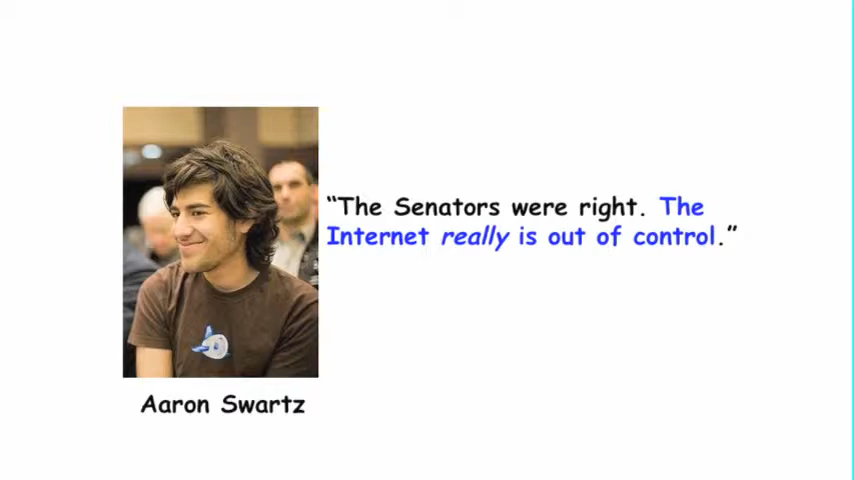 “The Senators were right. The
Internet really is out of control.”
Aaron Swartz